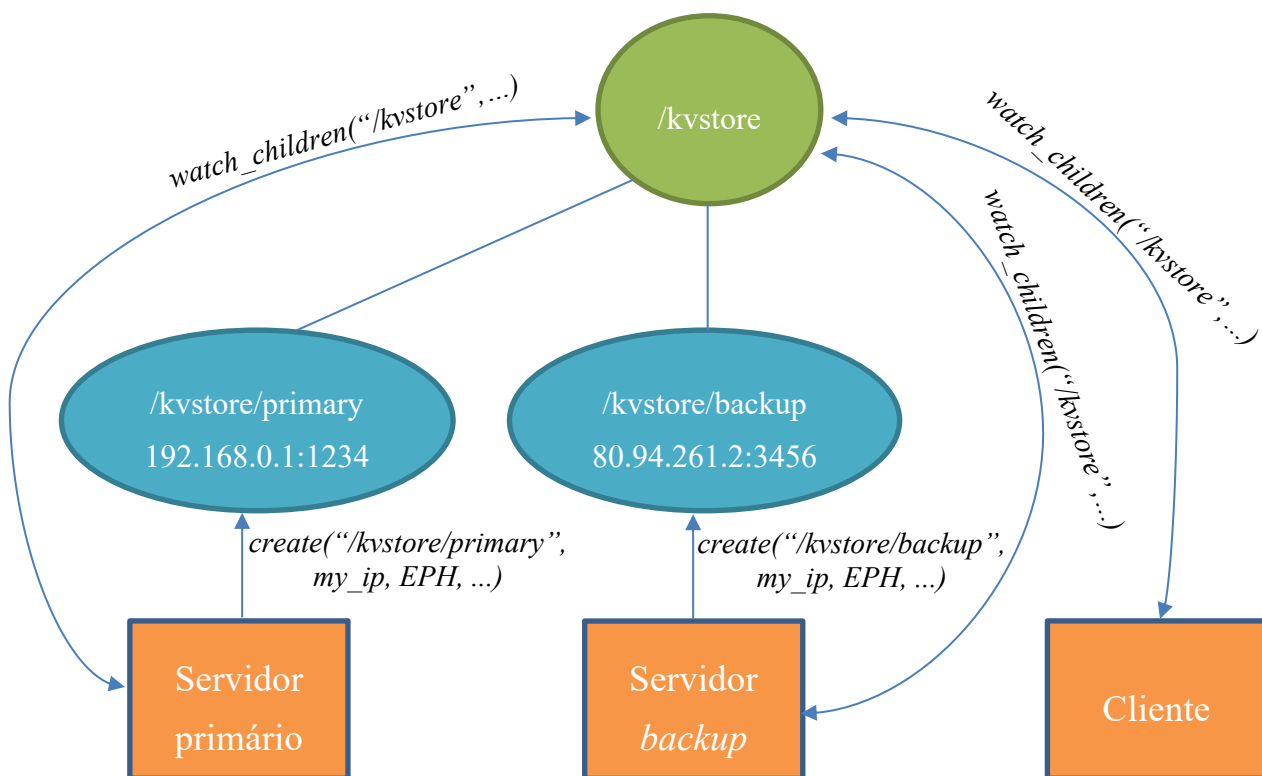 /kvstore
watch_children(“/kvstore”,...)
watch_children(“/kvstore”,...)
watch_children(“/kvstore”,...)
/kvstore/primary
192.168.0.1:1234
/kvstore/backup
80.94.261.2:3456
create(“/kvstore/primary”,
my_ip, EPH, ...)
create(“/kvstore/backup”,
my_ip, EPH, ...)
Servidor
primário
Servidor
backup
Cliente